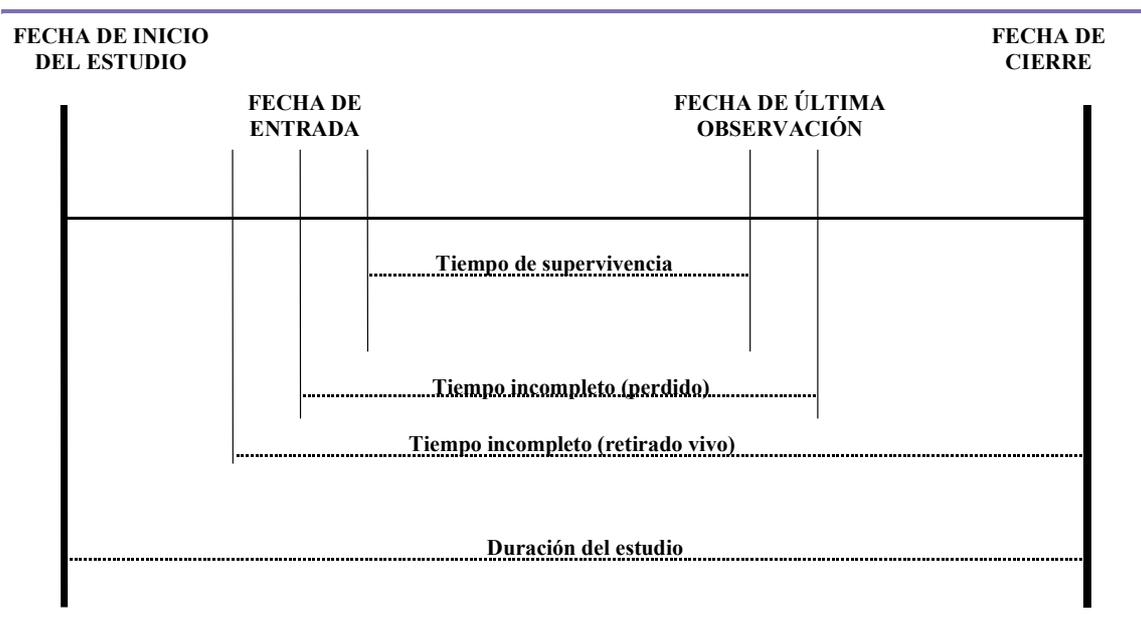 FECHA DE INICIO
DEL ESTUDIO
FECHA DE
CIERRE
FECHA DE
ENTRADA
FECHA DE ÚLTIMA
OBSERVACIÓN
Tiempo de supervivencia
Tiempo incompleto (perdido)
Tiempo incompleto (retirado vivo)
Duración del estudio